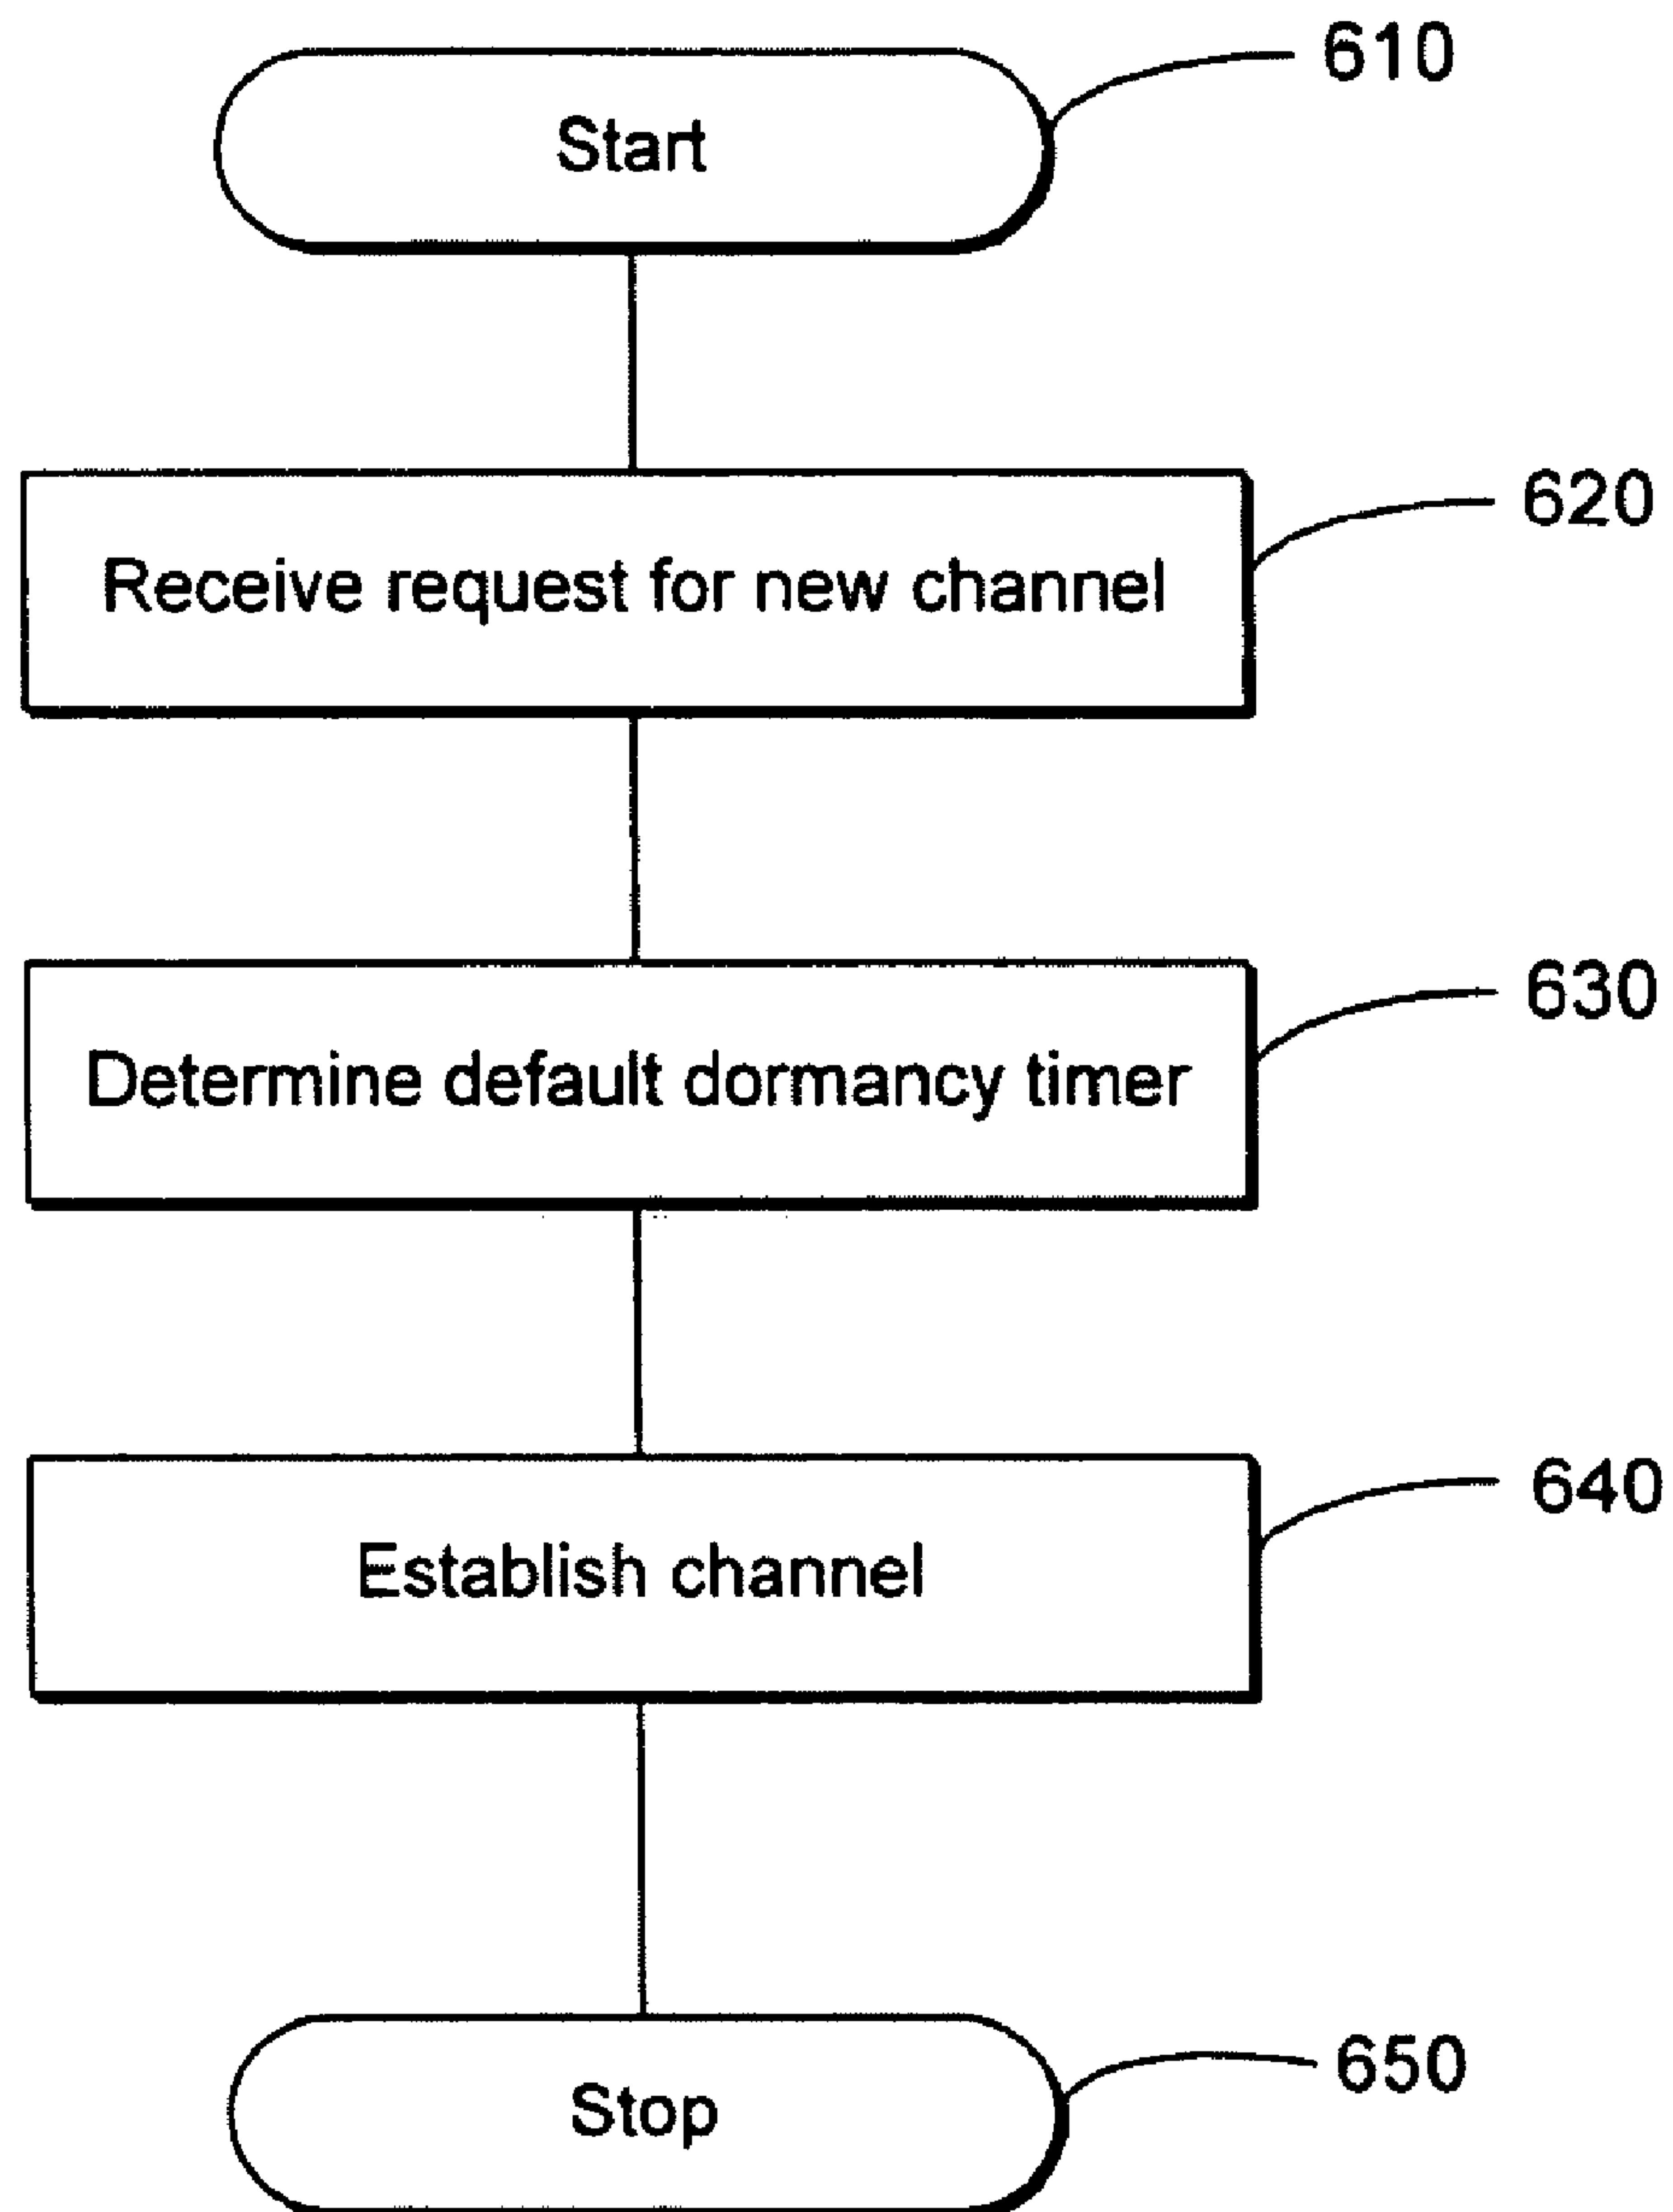 610
Start
620
Receive request for new channel
630
Determine default dormancy timer
640
Establish channel
650
Stop